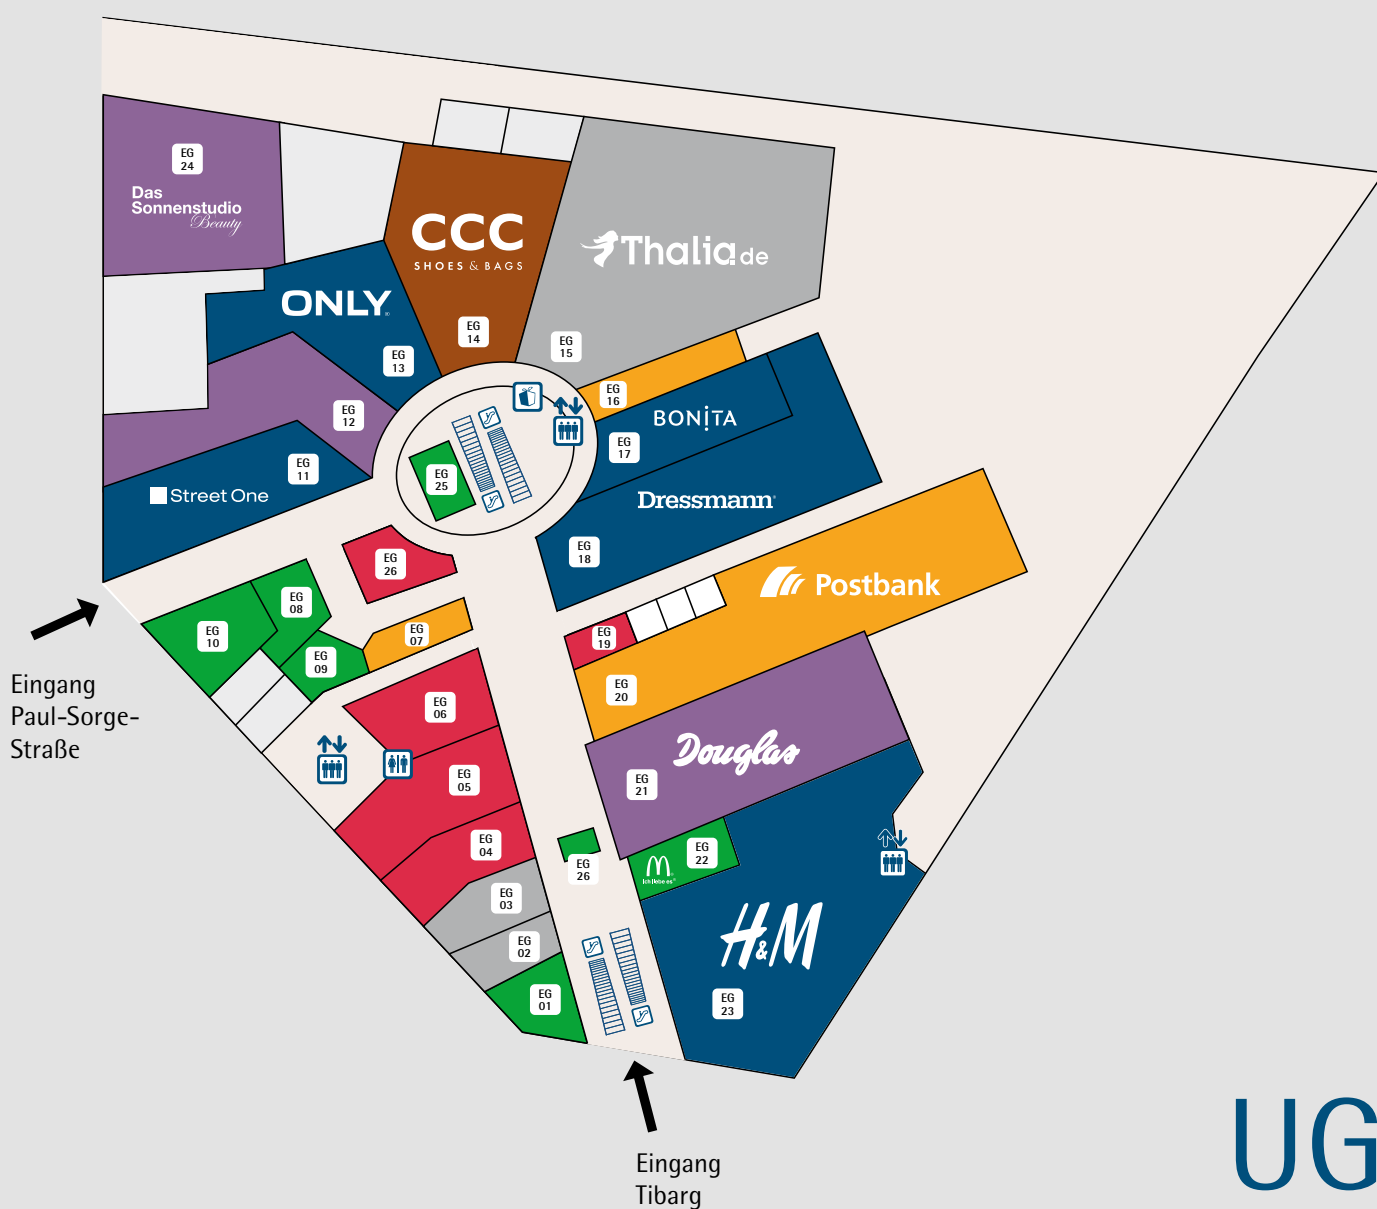 EG
24
Das
Sonnenstudio
Beauty
CCC
SHOES & BAGS
Thalia.de
ONLY
EG
14
EG
15
EG
13
EG
16
EG
12
BONiTA
EG
17
EG
11
EG
25
Street One
Dressmann
EG
18
EG
26
Postbank
EG
08
EG
10
EG
07
EG
19
EG
09
EG
20
Eingang
Paul-Sorge-
Straße
EG
06
Douglas
EG
05
EG
21
EG
04
EG
22
EG
26
ich liebe es
EG
03
H&M
EG
02
EG
01
EG
23
Eingang
Tibarg
UG